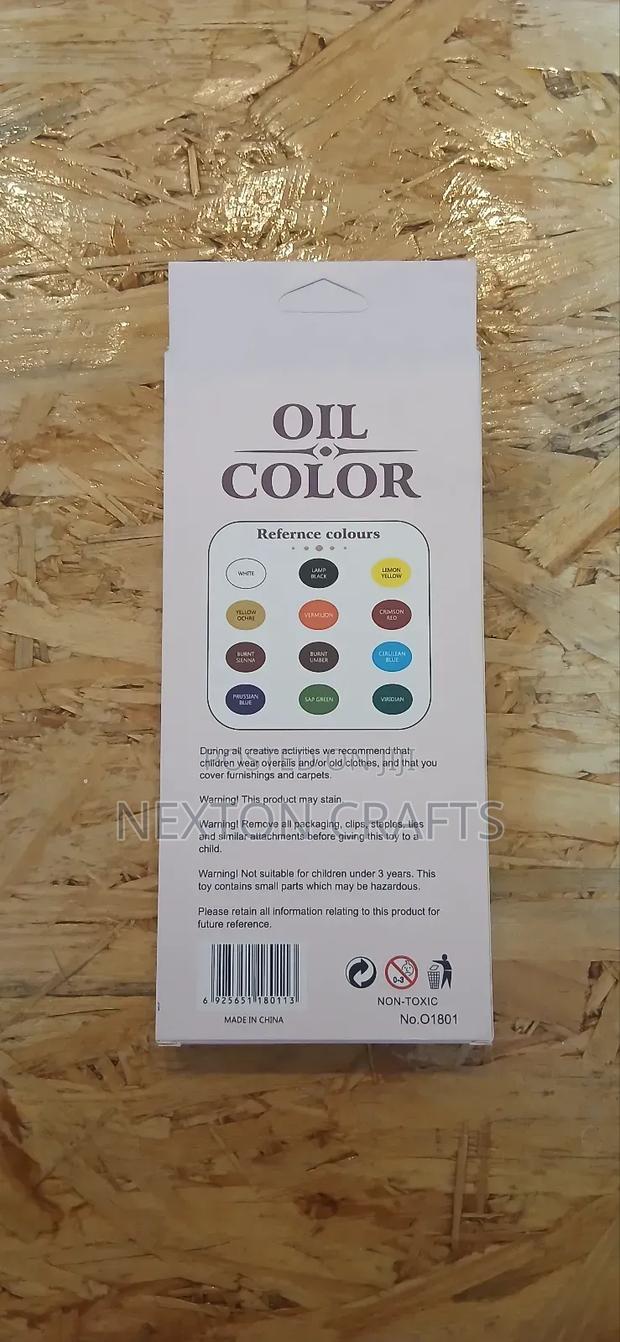 OIL
COLOR
Refernce colours
WHITE
LAMP
BLACK
LEMON
YELLOW
YELLOW
OCHRE
VERMILION
CRIMSON
RED
BURNT
SIENNA
BURNT
UMBER
CERULEAN
BLUE
PRUSSIAN
BLUE
SAP GREEN
VIRIDIAN
During all creative activities we recommend that
children wear overalls and/or old clothes, and that you
cover furnishings and carpets.
POSTED ON JIJI
Warning! This product may stain.
NEXTON CRAFTS
Warning! Remove all packaging, clips, staples, ties
and similar attachments before giving this toy to a
child.
Warning! Not suitable for children under 3 years. This
toy contains small parts which may be hazardous.
Please retain all information relating to this product for
future reference.
6 925651 180113
MADE IN CHINA
0-3
NON-TOXIC
No.O1801